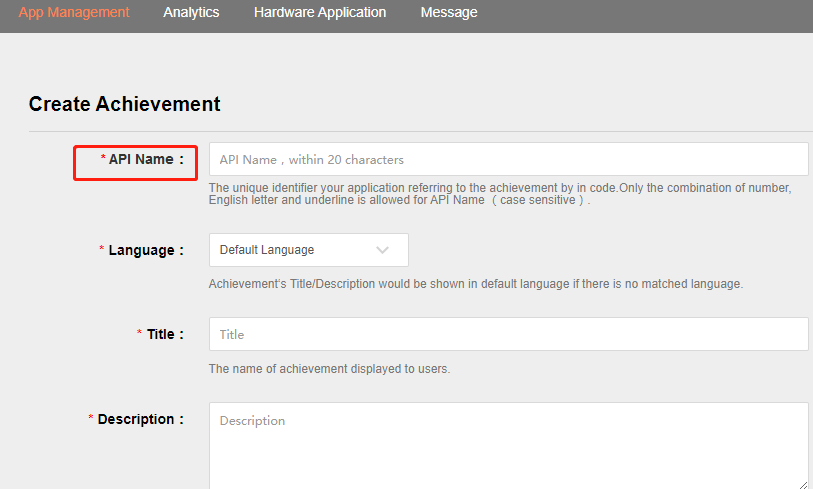 App Management Analytics Hardware Application Message
Create Achievement
* API Name：
API Name，within 20 characters
The unique identifier your application referring to the achievement by in code.Only the combination of number,
English letter and underline is allowed for API Name （case sensitive）.
* Language：
Default Language
Achievement's Title/Description would be shown in default language if there is no matched language.
* Title：
Title
The name of achievement displayed to users.
* Description：
Description